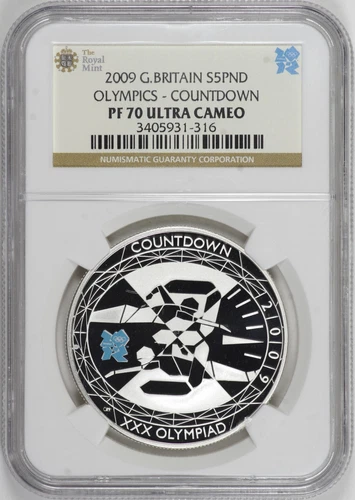 The
Royal
Mint
2009 G.BRITAIN S5PND
OLYMPICS - COUNTDOWN
PF 70 ULTRA CAMEO
3405931-316
NUMISMATIC GUARANTY CORPORATION
COUNTDOWN
2009
XXX OLYMPIAD